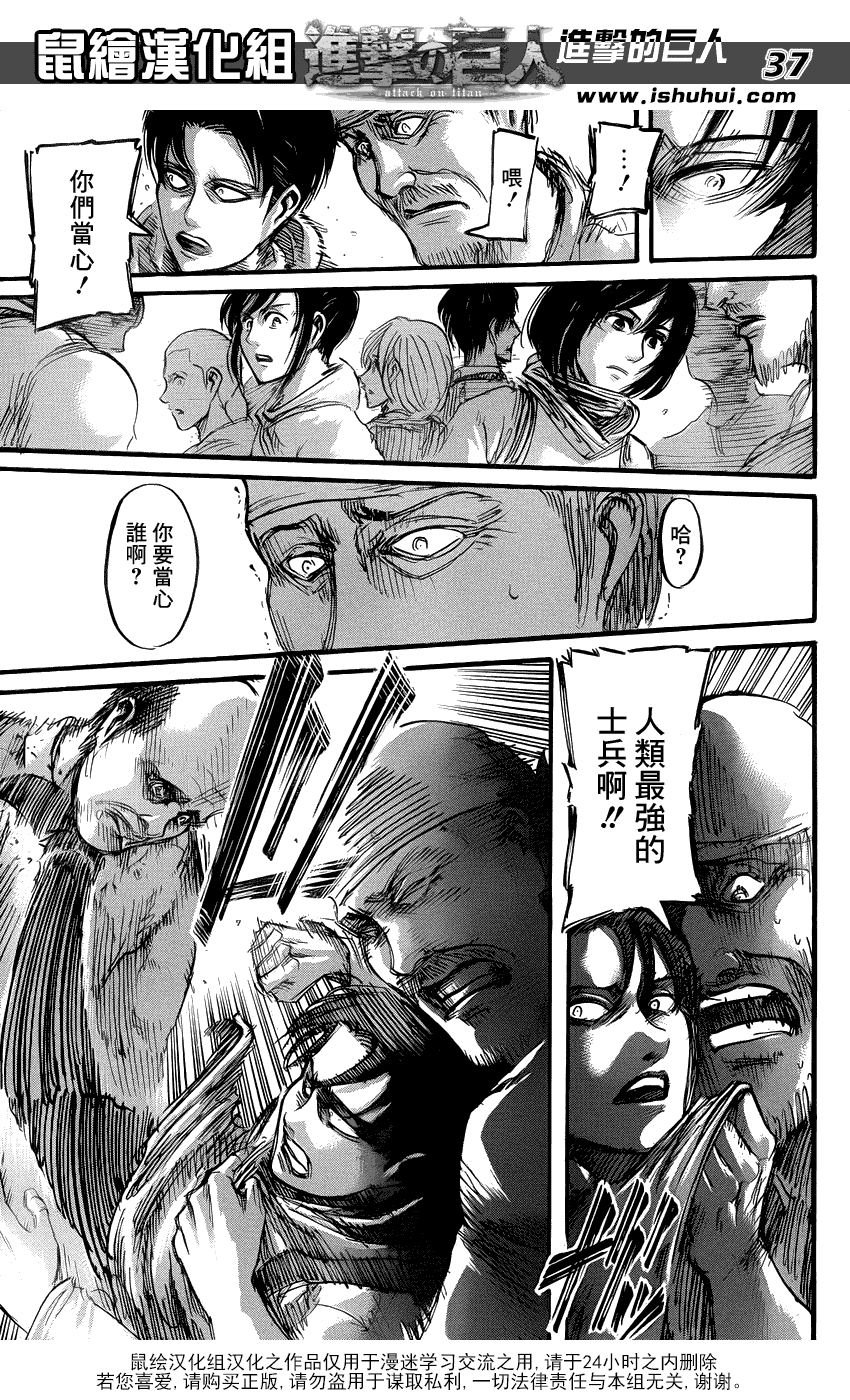 鼠繪漢化組
進撃の巨人
attack on titan
進擊的巨人
37
www.ishuhui.com
…!
喂!
你們當心!
哈?
你要當心
誰啊?
人類最強的
士兵啊!!
ガシッ
鼠绘汉化组汉化之作品仅用于漫迷学习交流之用, 请于24小时之内删除
若您喜爱, 请购买正版, 请勿盗用于谋取私利, 一切法律责任与本组无关, 谢谢。